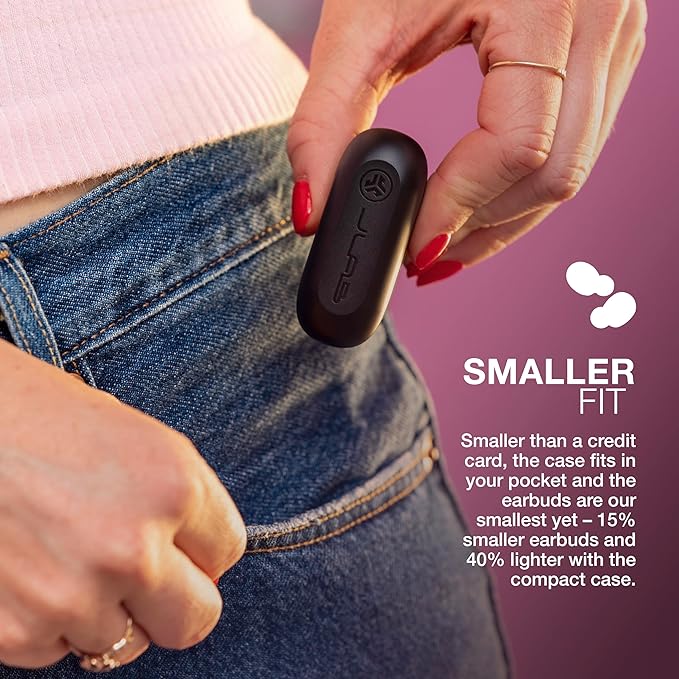 JLAB
SMALLER
FIT
Smaller than a credit
card, the case fits in
your pocket and the
earbuds are our
smallest yet – 15%
smaller earbuds and
40% lighter with the
compact case.